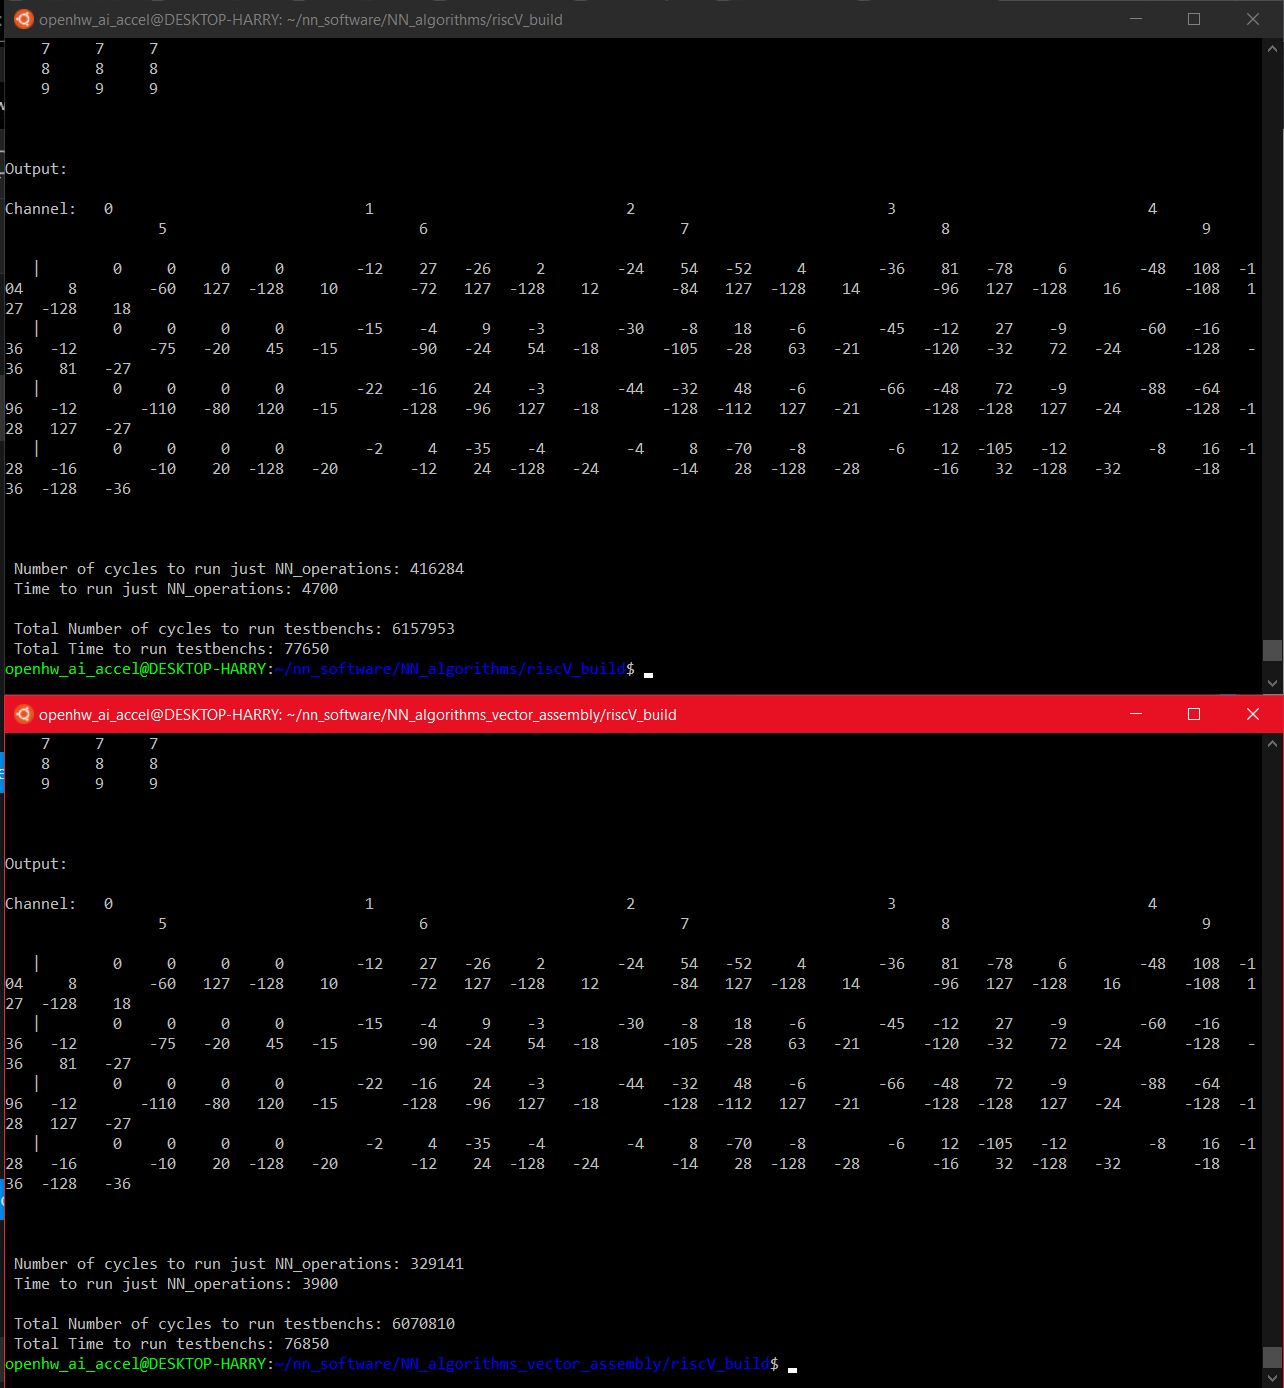 openhw_ai_accel@DESKTOP-HARRY: ~/nn_software/NN_algorithms/riscV_build
    7     7     7
    8     8     8
    9     9     9
Output:
Channel:   0                            1                            2                            3                            4
                 5                            6                            7                            8                            9
   |        0     0     0     0        -12    27   -26     2        -24    54   -52     4        -36    81   -78     6        -48   108  -1
04     8        -60   127  -128    10        -72   127  -128    12        -84   127  -128    14        -96   127  -128    16       -108   1
27  -128    18
   |        0     0     0     0        -15    -4     9    -3        -30    -8    18    -6        -45   -12    27    -9        -60   -16
36   -12        -75   -20    45   -15        -90   -24    54   -18       -105   -28    63   -21       -120   -32    72   -24       -128   -
36    81   -27
   |        0     0     0     0        -22   -16    24    -3        -44   -32    48    -6        -66   -48    72    -9        -88   -64
96   -12       -110   -80   120   -15       -128   -96   127   -18       -128  -112   127   -21       -128  -128   127   -24       -128  -1
28   127   -27
   |        0     0     0     0         -2     4   -35    -4         -4     8   -70    -8         -6    12  -105   -12         -8    16  -1
28   -16        -10    20  -128   -20        -12    24  -128   -24        -14    28  -128   -28        -16    32  -128   -32        -18
36  -128   -36
Number of cycles to run just NN_operations: 416284
Time to run just NN_operations: 4700
Total Number of cycles to run testbenchs: 6157953
Total Time to run testbenchs: 77650
openhw_ai_accel@DESKTOP-HARRY:~/nn_software/NN_algorithms/riscV_build$
openhw_ai_accel@DESKTOP-HARRY: ~/nn_software/NN_algorithms_vector_assembly/riscV_build
    7     7     7
    8     8     8
    9     9     9
Output:
Channel:   0                            1                            2                            3                            4
                 5                            6                            7                            8                            9
   |        0     0     0     0        -12    27   -26     2        -24    54   -52     4        -36    81   -78     6        -48   108  -1
04     8        -60   127  -128    10        -72   127  -128    12        -84   127  -128    14        -96   127  -128    16       -108   1
27  -128    18
   |        0     0     0     0        -15    -4     9    -3        -30    -8    18    -6        -45   -12    27    -9        -60   -16
36   -12        -75   -20    45   -15        -90   -24    54   -18       -105   -28    63   -21       -120   -32    72   -24       -128   -
36    81   -27
   |        0     0     0     0        -22   -16    24    -3        -44   -32    48    -6        -66   -48    72    -9        -88   -64
96   -12       -110   -80   120   -15       -128   -96   127   -18       -128  -112   127   -21       -128  -128   127   -24       -128  -1
28   127   -27
   |        0     0     0     0         -2     4   -35    -4         -4     8   -70    -8         -6    12  -105   -12         -8    16  -1
28   -16        -10    20  -128   -20        -12    24  -128   -24        -14    28  -128   -28        -16    32  -128   -32        -18
36  -128   -36
Number of cycles to run just NN_operations: 329141
Time to run just NN_operations: 3900
Total Number of cycles to run testbenchs: 6070810
Total Time to run testbenchs: 76850
openhw_ai_accel@DESKTOP-HARRY:~/nn_software/NN_algorithms_vector_assembly/riscV_build$